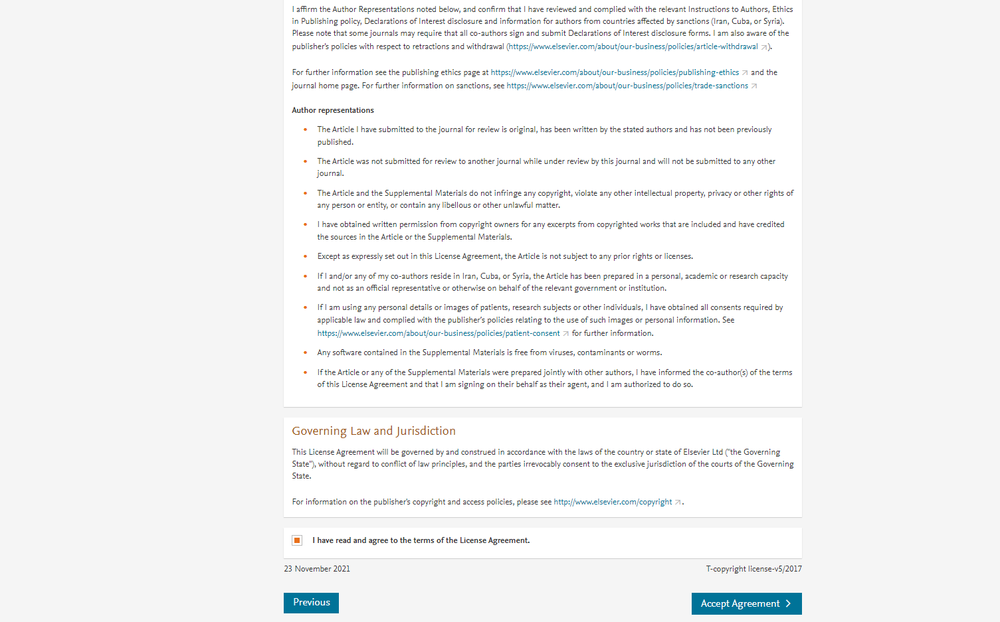 I affirm the Author Representations noted below, and confirm that I have reviewed and complied with the relevant Instructions to Authors, Ethics
in Publishing policy, Declarations of Interest disclosure and information for authors from countries affected by sanctions (Iran, Cuba, or Syria).
Please note that some journals may require that all co-authors sign and submit Declarations of Interest disclosure forms. I am also aware of the
publisher's policies with respect to retractions and withdrawal (https://www.elsevier.com/about/our-business/policies/article-withdrawal ).
For further information see the publishing ethics page at https://www.elsevier.com/about/our-business/policies/publishing-ethics and the
journal home page. For further information on sanctions, see https://www.elsevier.com/about/our-business/policies/trade-sanctions
Author representations
The Article I have submitted to the journal for review is original, has been written by the stated authors and has not been previously
published.
The Article was not submitted for review to another journal while under review by this journal and will not be submitted to any other
journal.
The Article and the Supplemental Materials do not infringe any copyright, violate any other intellectual property, privacy or other rights of
any person or entity, or contain any libellous or other unlawful matter.
I have obtained written permission from copyright owners for any excerpts from copyrighted works that are included and have credited
the sources in the Article or the Supplemental Materials.
Except as expressly set out in this License Agreement, the Article is not subject to any prior rights or licenses.
If I and/or any of my co-authors reside in Iran, Cuba, or Syria, the Article has been prepared in a personal, academic or research capacity
and not as an official representative or otherwise on behalf of the relevant government or institution.
If I am using any personal details or images of patients, research subjects or other individuals, I have obtained all consents required by
applicable law and complied with the publisher's policies relating to the use of such images or personal information. See
https://www.elsevier.com/about/our-business/policies/patient-consent for further information.
Any software contained in the Supplemental Materials is free from viruses, contaminants or worms.
If the Article or any of the Supplemental Materials were prepared jointly with other authors, I have informed the co-author(s) of the terms
of this License Agreement and that I am signing on their behalf as their agent, and I am authorized to do so.
Governing Law and Jurisdiction
This License Agreement will be governed by and construed in accordance with the laws of the country or state of Elsevier Ltd ("the Governing
State"), without regard to conflict of law principles, and the parties irrevocably consent to the exclusive jurisdiction of the courts of the Governing
State.
For information on the publisher's copyright and access policies, please see http://www.elsevier.com/copyright .
I have read and agree to the terms of the License Agreement.
23 November 2021 T-copyright license-v5/2017
Previous Accept Agreement